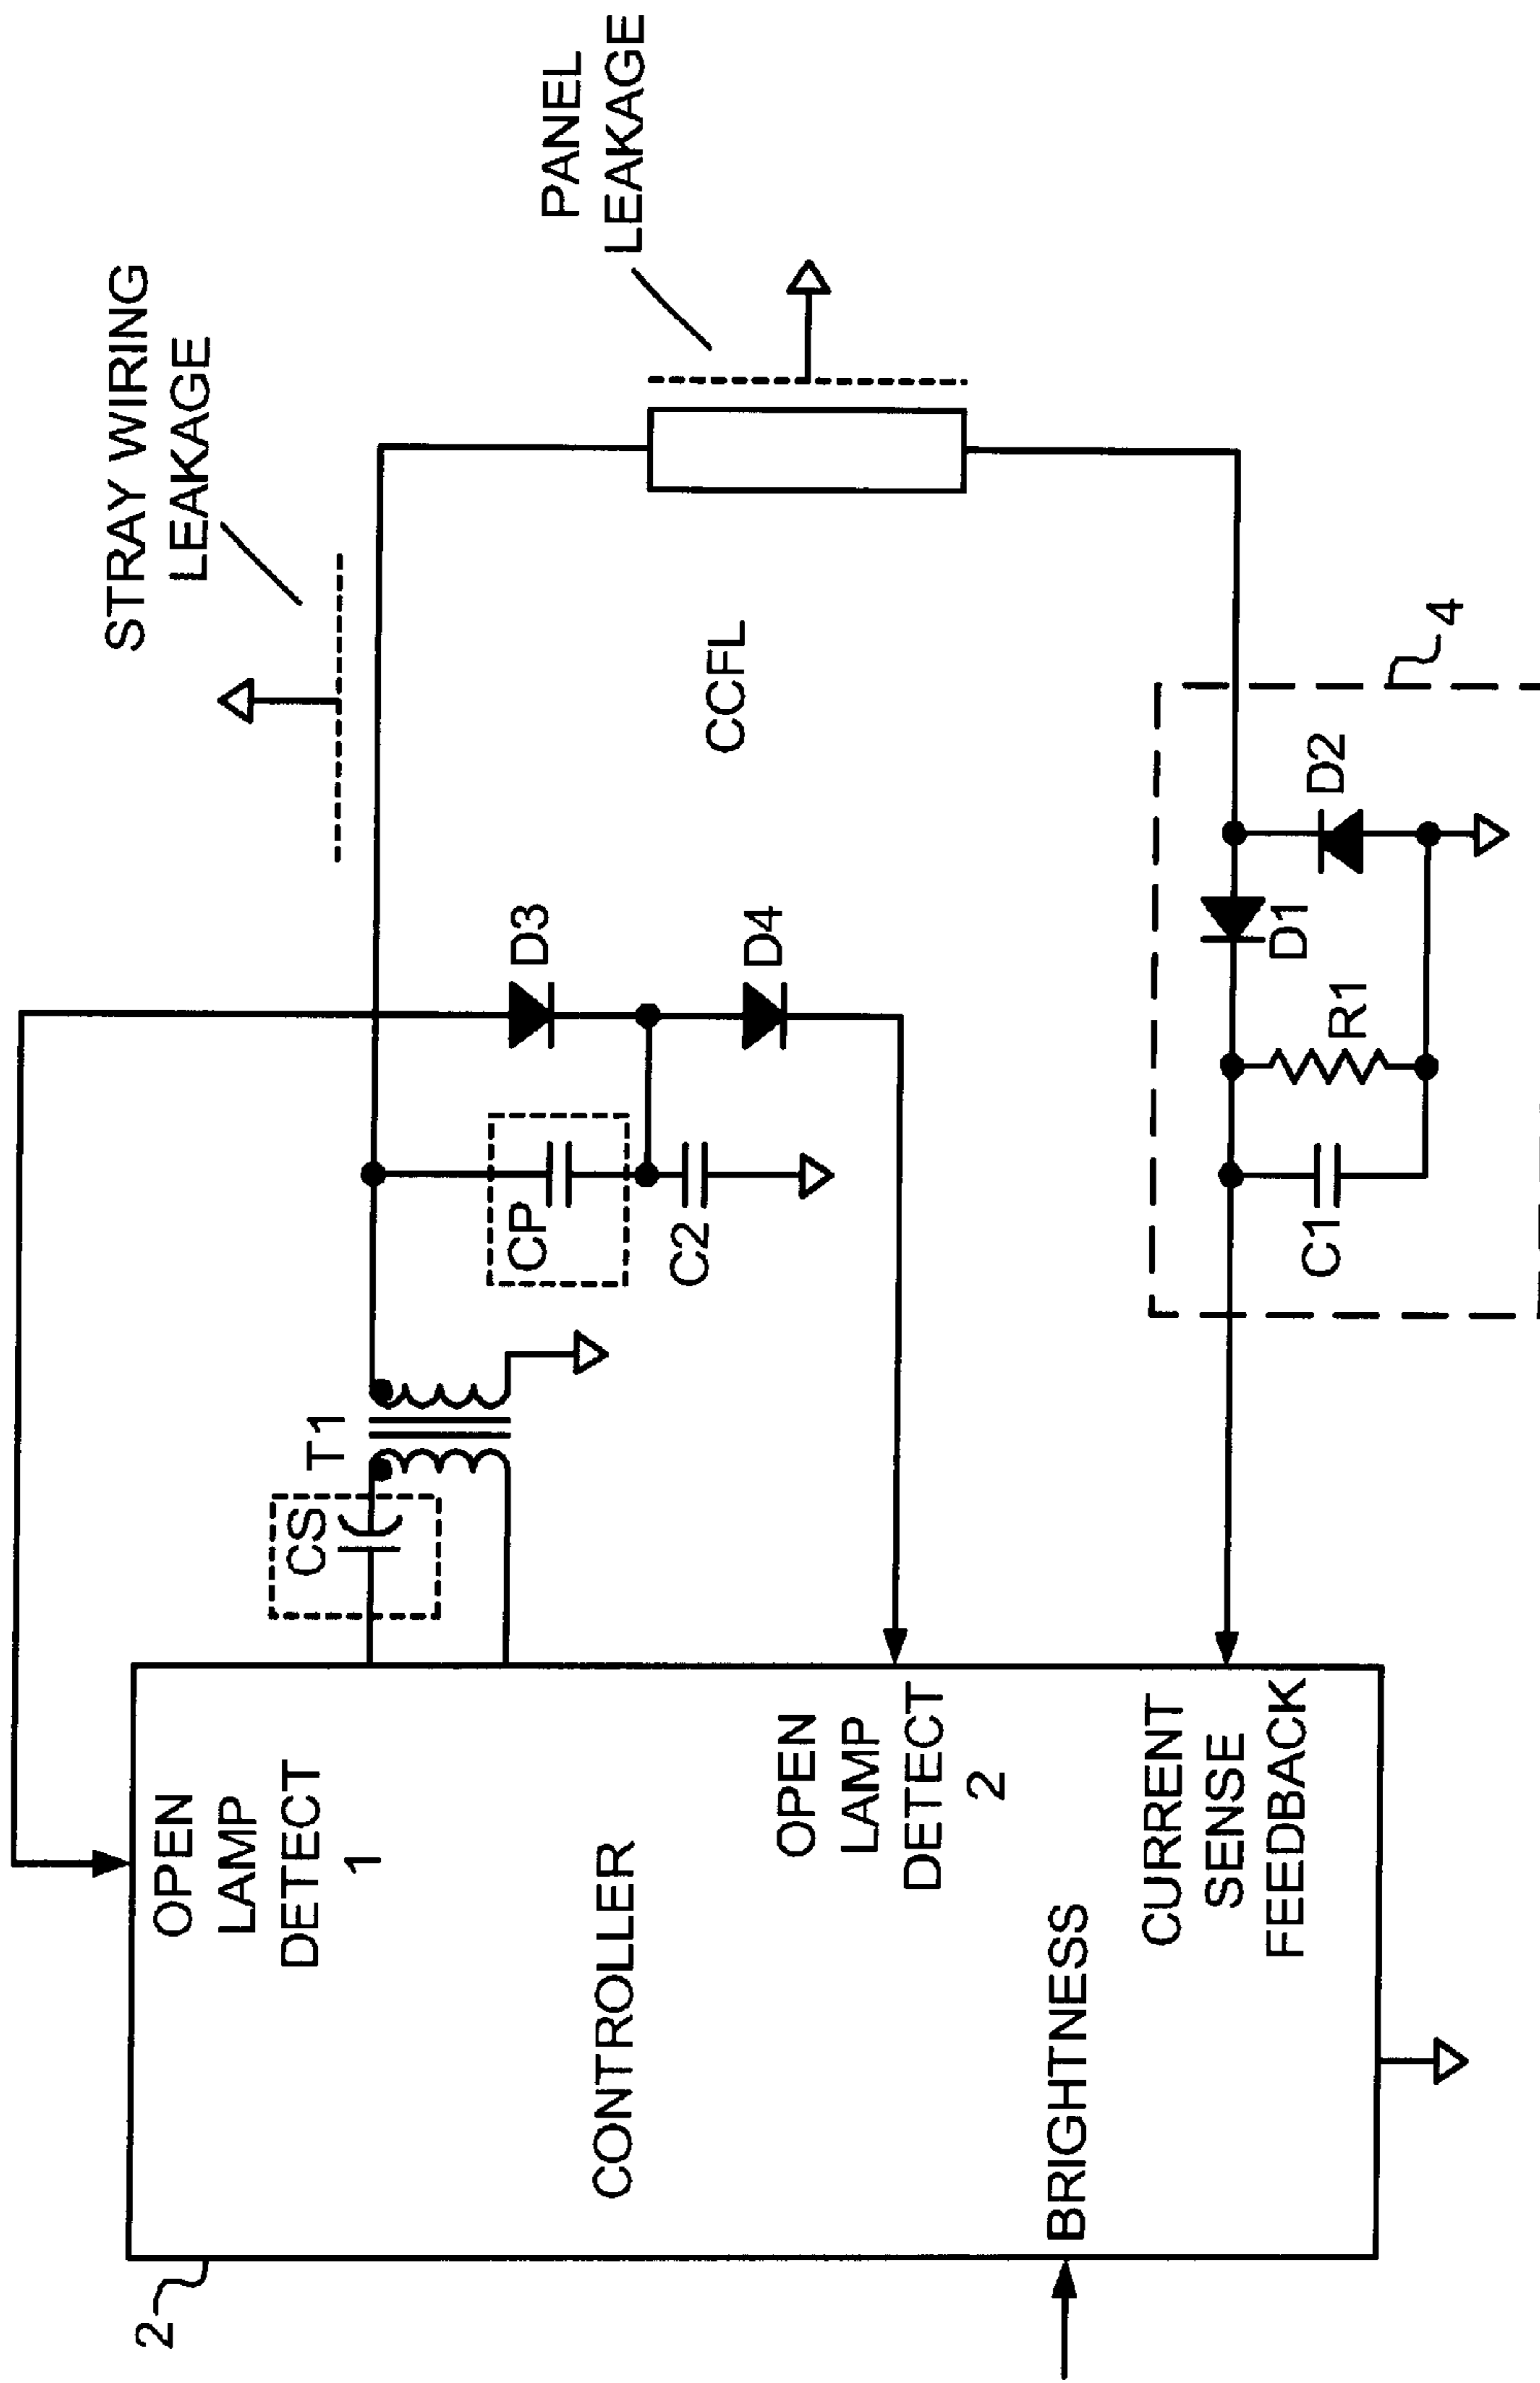 STRAY WIRING
LEAKAGE
PANEL
LEAKAGE
CS
T1
CP
C2
D3
D4
CCFL
2
OPEN
LAMP
DETECT
1
CONTROLLER
OPEN
LAMP
DETECT
2
BRIGHTNESS
CURRENT
SENSE
FEEDBACK
C1
R1
D1
D2
4